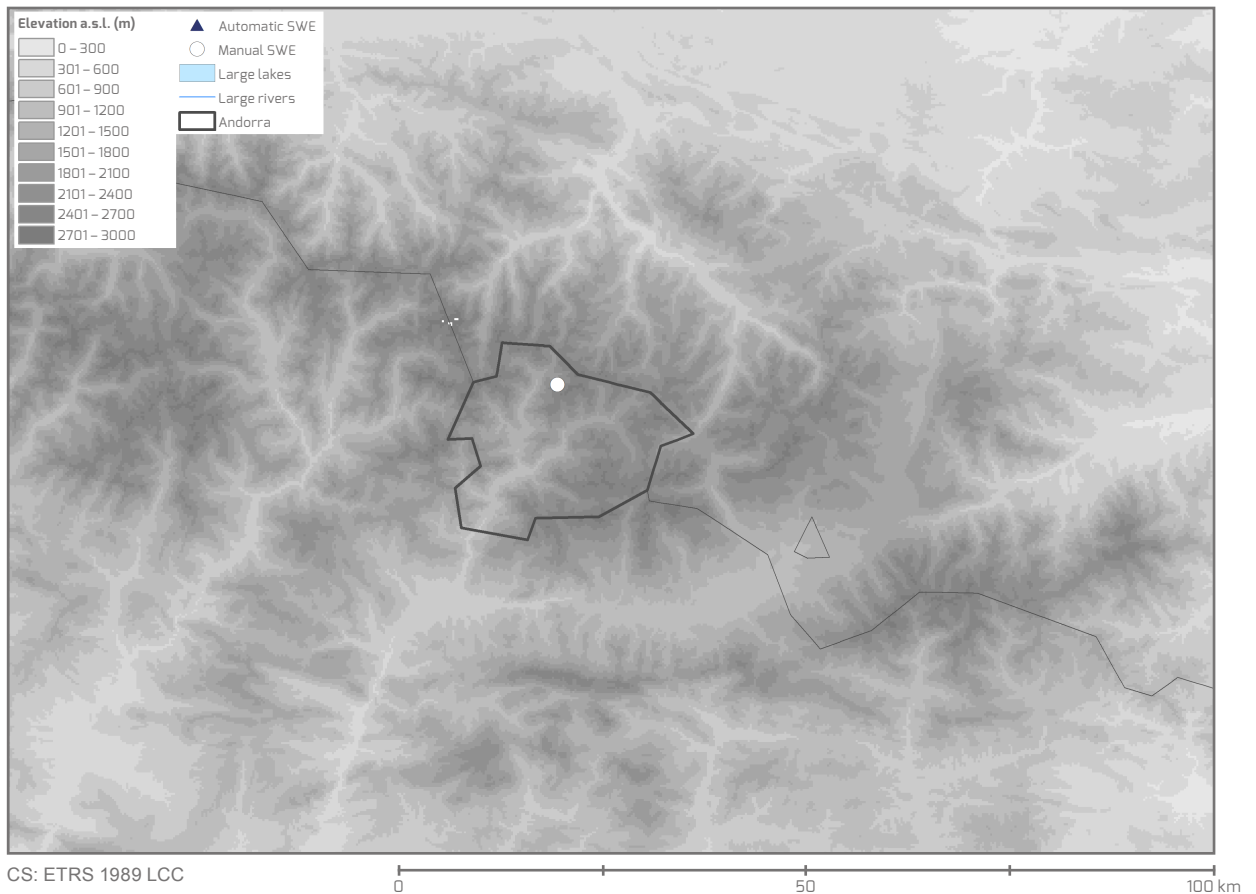 Elevation a.s.l. (m)
0 – 300
301 – 600
601 – 900
901 – 1200
1201 – 1500
1501 – 1800
1801 – 2100
2101 – 2400
2401 – 2700
2701 – 3000
Automatic SWE
Manual SWE
Large lakes
Large rivers
Andorra
CS: ETRS 1989 LCC
0 50 100 km